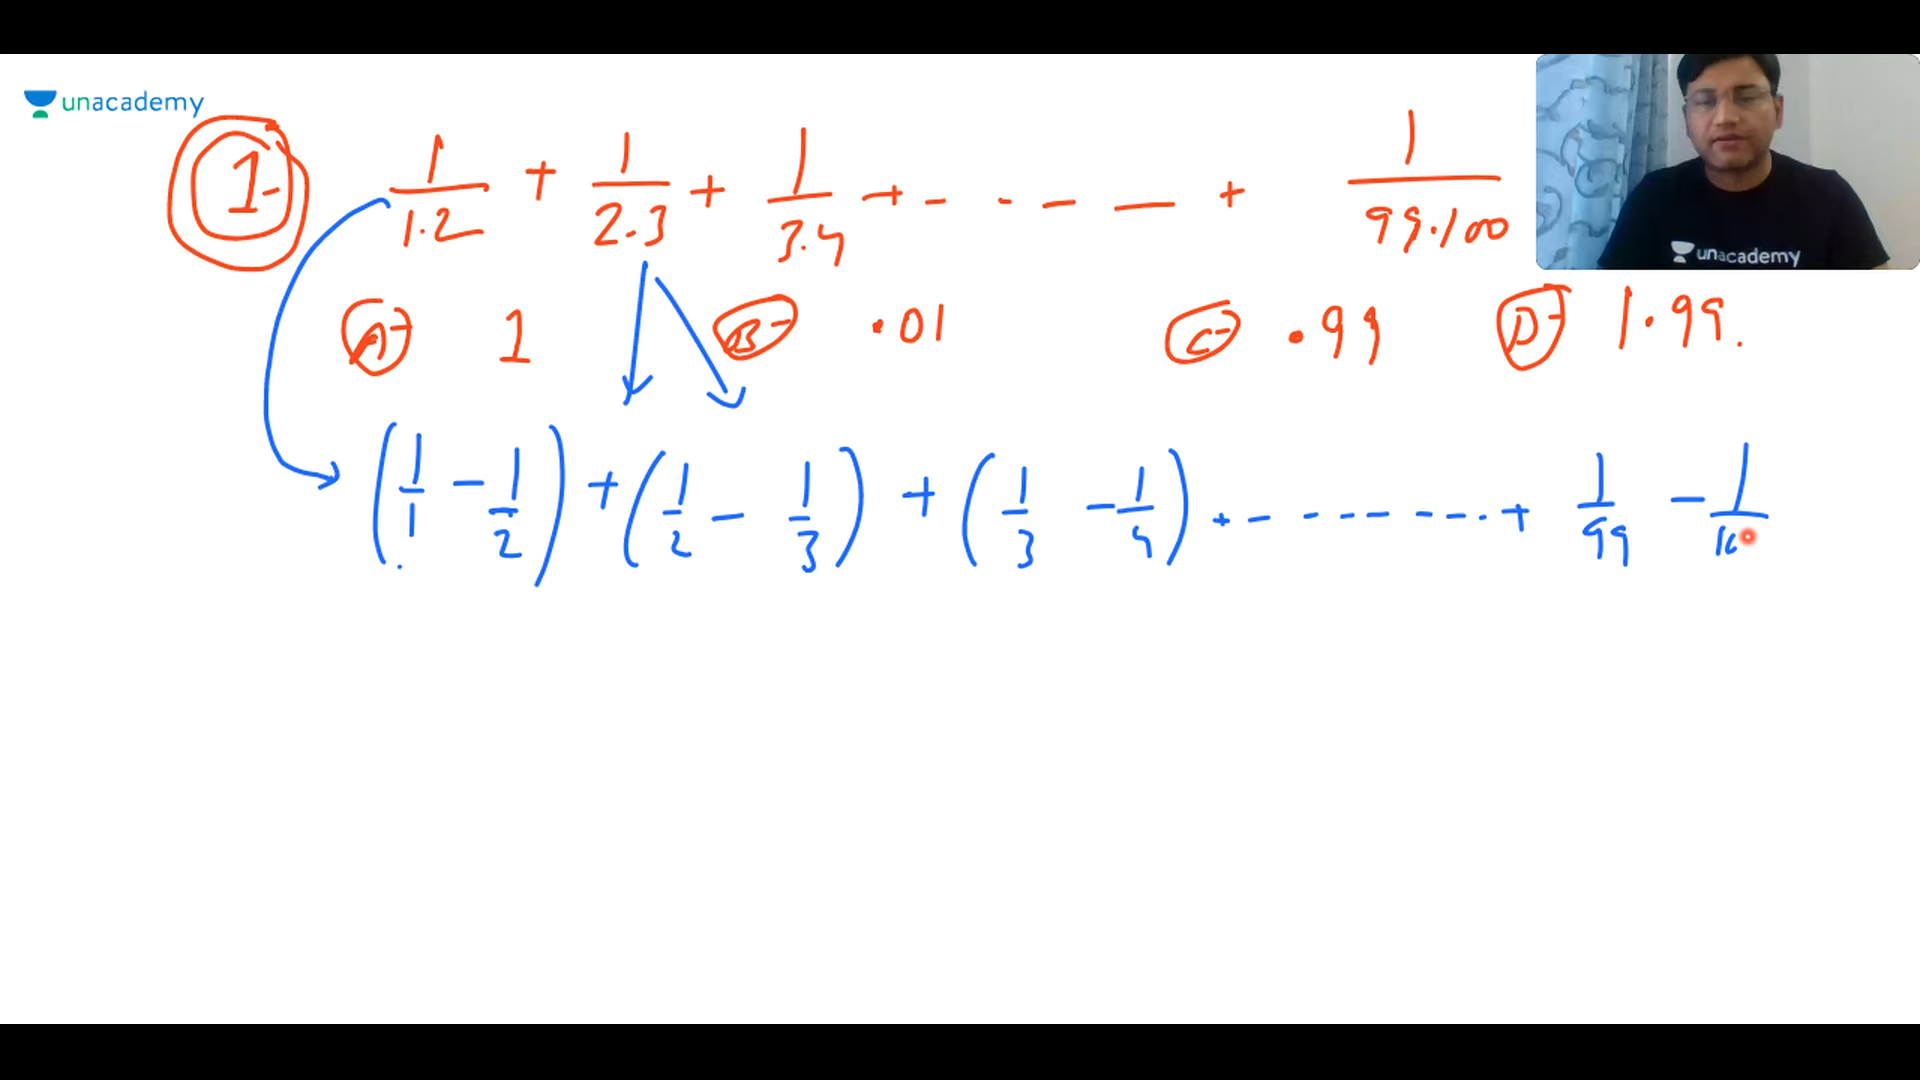 unacademy
1- 1/1.2 + 1/2.3 + 1/3.4 + - - - — + 1/99.100
unacademy
A- 1 B- .01 C- .99 D- 1.99.
(1/1 - 1/2) + (1/2 - 1/3) + (1/3 - 1/4) + - - - - - - - + 1/99 - 1/10